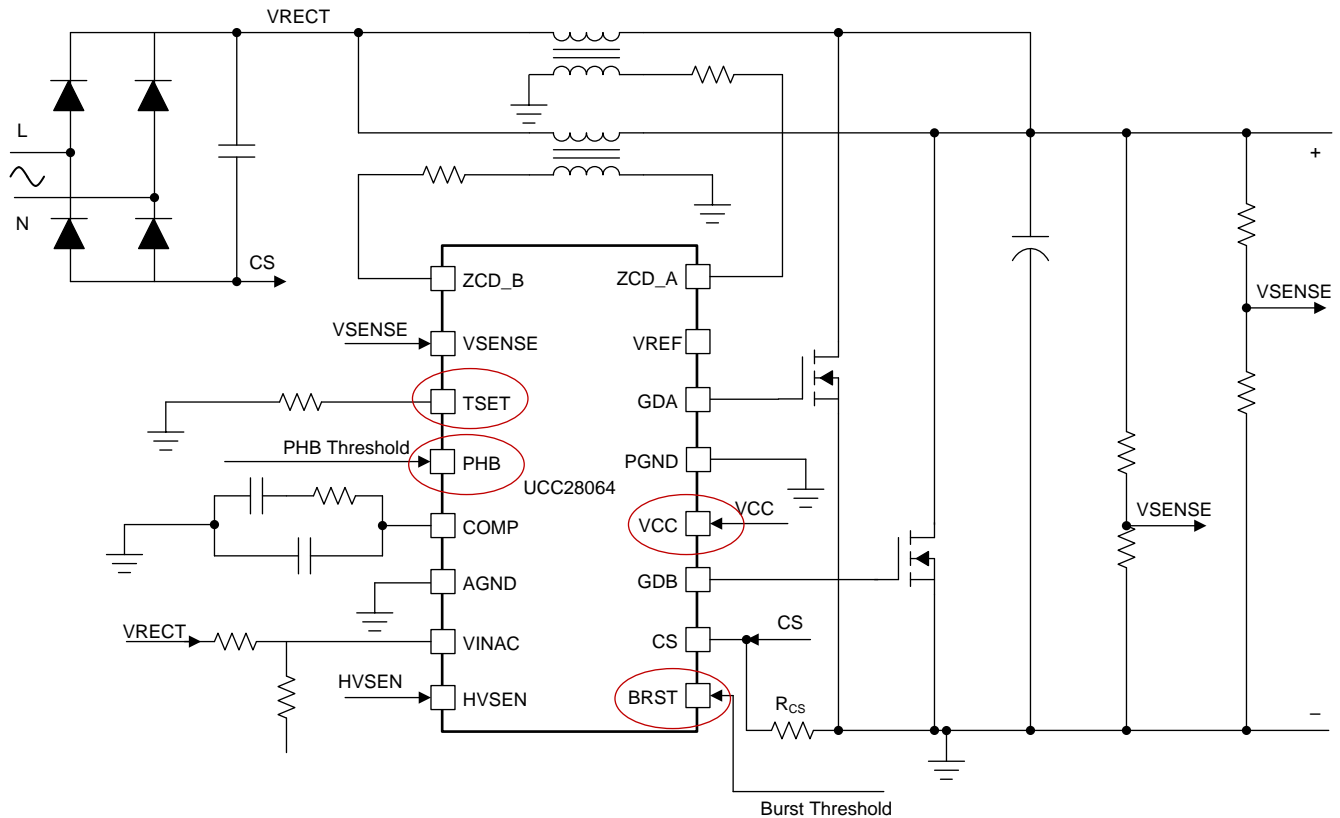 VRECT
L
N
CS
ZCD_B
ZCD_A
VSENSE
VSENSE
VREF
TSET
GDA
PHB Threshold
PHB
PGND
UCC28064
COMP
VCC
VCC
AGND
GDB
VRECT
VINAC
CS
CS
HVSEN
HVSEN
BRST
RCS
Burst Threshold
+
VSENSE
VSENSE
–